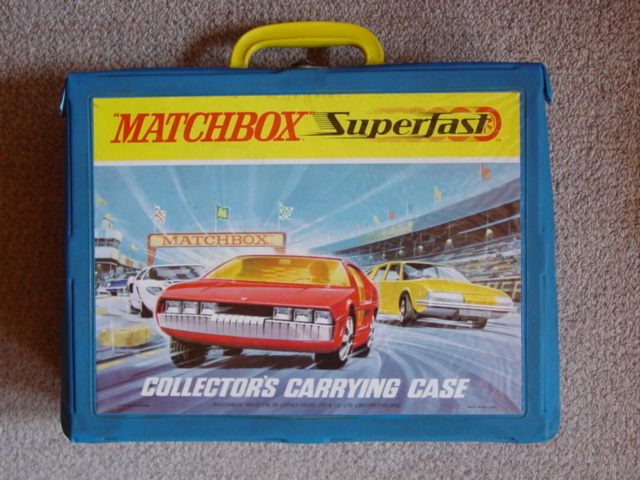 "MATCHBOX" Superfast
MATCHBOX
COLLECTOR'S CARRYING CASE